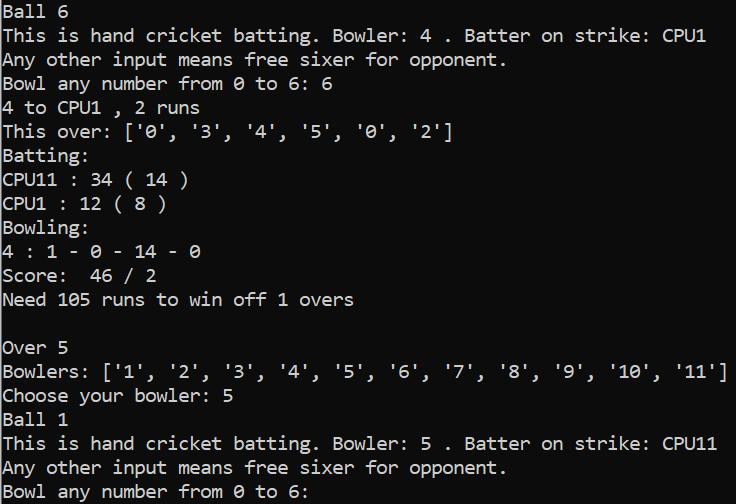 Ball 6
This is hand cricket batting. Bowler: 4 . Batter on strike: CPU1
Any other input means free sixer for opponent.
Bowl any number from 0 to 6: 6
4 to CPU1 , 2 runs
This over: ['0', '3', '4', '5', '0', '2']
Batting:
CPU11 : 34 ( 14 )
CPU1 : 12 ( 8 )
Bowling:
4 : 1 - 0 - 14 - 0
Score:  46 / 2
Need 105 runs to win off 1 overs

Over 5
Bowlers: ['1', '2', '3', '4', '5', '6', '7', '8', '9', '10', '11']
Choose your bowler: 5
Ball 1
This is hand cricket batting. Bowler: 5 . Batter on strike: CPU11
Any other input means free sixer for opponent.
Bowl any number from 0 to 6: